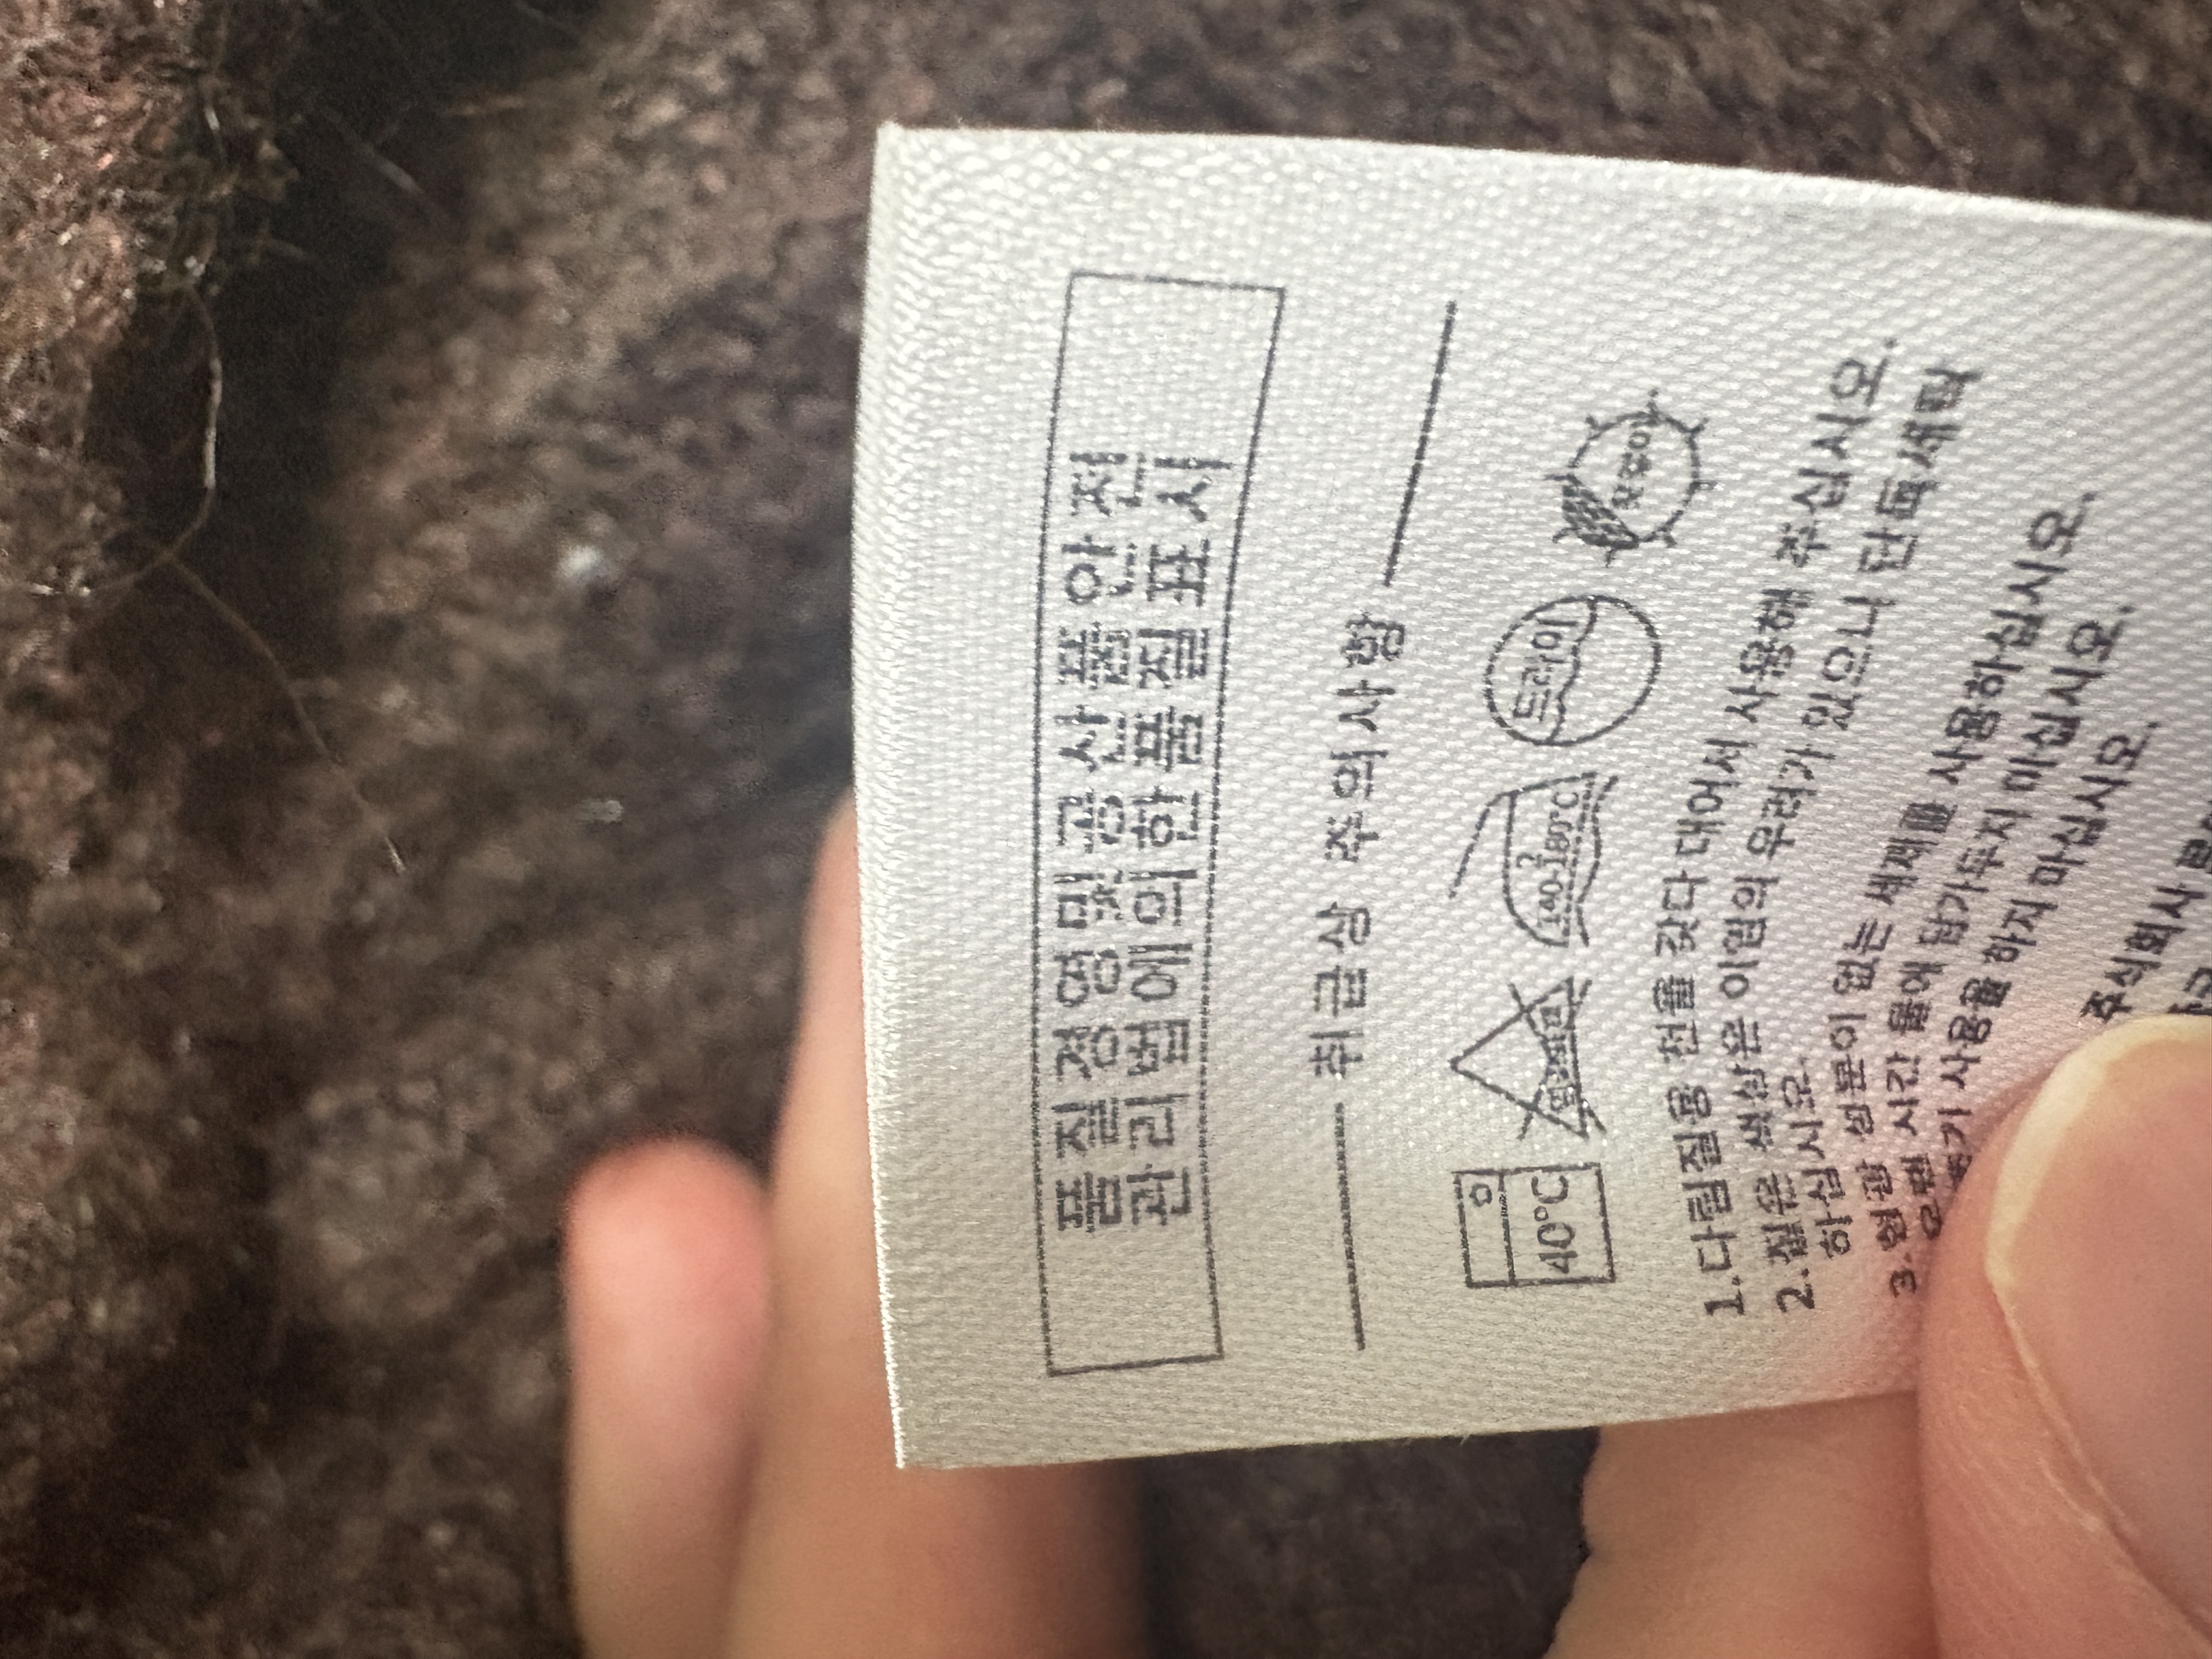 품질경영및공산품안전
관리법에의한품질표시
취급상 주의사항
40℃
염소표백
2
140-180℃
드라이
옷걸이
1.다림질용 천을 갖다 대어서 사용해 주십시오.
2.짙은 색상은 이염의 우려가 있으니 단독세탁
하십시오.
3.형광 성분이 없는 세제를 사용하십시오.
오랜 시간 물에 담가두지 마십시오.
사용을 하지 마십시오.
주식회사